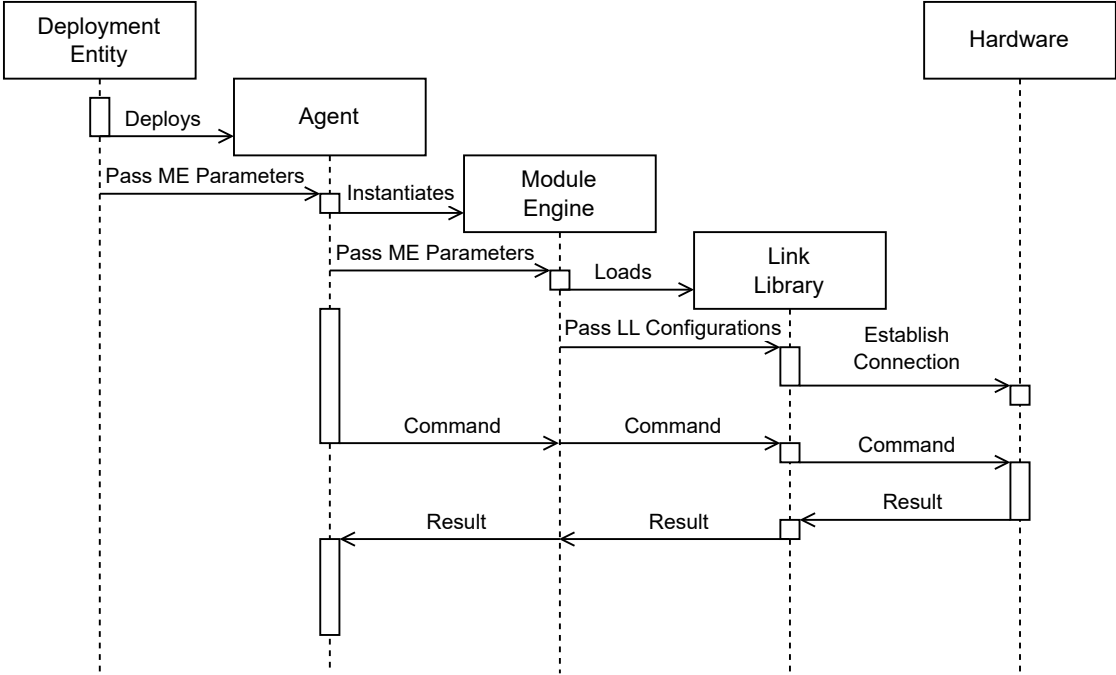 Deployment
Entity
Hardware
Deploys
Agent
Pass ME Parameters
Instantiates
Module
Engine
Pass ME Parameters
Loads
Link
Library
Pass LL Configurations
Establish
Connection
Command
Command
Command
Result
Result
Result